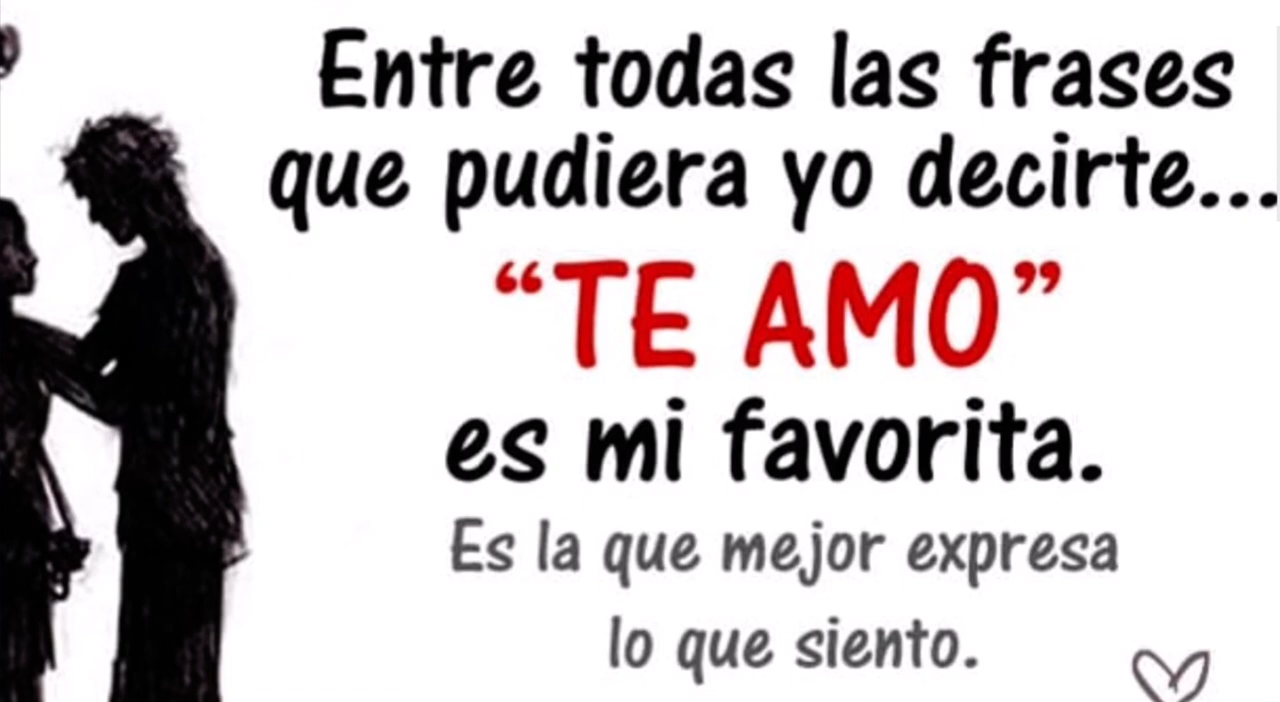 Entre todas las frases
que pudiera yo decirte...
“TE AMO”
es mi favorita.
Es la que mejor expresa
lo que siento.